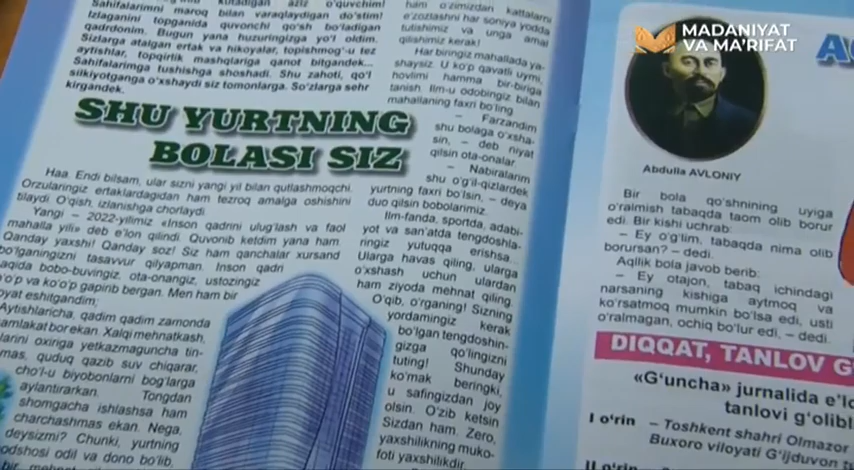 MADANIYAT
VA MA'RIFAT
Sahifalarimni maroq bilan varaqlaydigan do'stim!
Izlaganini topganida quvonchi qo'sh bo'ladigan
qadrdonim. Bugun yana huzuringizga yo'l oldim.
Sizlarga atalgan ertak va hikoyalar, topishmog'-u tez
aytishlar, topqirlik mashqlariga qanot bitgandek...
Sahifalarimga tushishga shoshadi. Shu zahoti, qo'l
silkiyotganga o'xshaydi siz tomonlarga. So'zlarga sehr
kirgandek.
ham o'zimizdan kattalarni
e'zozlashni har soniya yodda
tutishimiz va unga amal
qilishimiz kerak!
Har biringiz mahallada ya-
shaysiz. U ko'p qavatli uymi,
hovlimi hamma bir-biriga
tanish. Ilm-u odobingiz bilan
mahallaning faxri bo'ling.
SHU YURTNING
BOLASI SIZ
– Farzandim
shu bolaga o'xsha-
sin, – deb niyat
qilsin ota-onalar.
– Nabiralarim
shu o'g'il-qizlardek
yurtning faxri bo'lsin, – deya
duo qilsin bobolarimiz.
Ilm-fanda, sportda, adabi-
yot va san'atda tengdoshla-
ringiz yutuqqa erishsa...
Ularga havas qiling, ularga
o'xshash uchun ulardan
ham ziyoda mehnat qiling.
O'qib, o'rganing! Sizning
yordamingiz kerak
bo'lgan tengdoshin-
gizga qo'lingizni
tuting! Shunday
ko'mak beringki,
u safingizdan joy
olsin. O'zib ketsin
Sizdan ham. Zero,
yaxshilikning muko-
foti yaxshilikdir.
Haa. Endi bilsam, ular sizni yangi yil bilan qutlashmoqchi.
Orzularingiz ertaklardagidan ham tezroq amalga oshishini
tilaydi. O'qish, izlanishga chorlaydi.
Yangi – 2022-yilimiz «Inson qadrini ulug'lash va faol
mahalla yili» deb e'lon qilindi. Quvonib ketdim yana ham.
Qanday yaxshi! Qanday soz! Siz ham qanchalar xursand
bo'lganingizni tasavvur qilyapman. Inson qadri
haqida bobo-buvingiz, ota-onangiz, ustozingiz
ko'p va ko'p gapirib bergan. Men ham bir
eshitgandim:
Aytishlaricha, qadim qadim zamonda
bor ekan. Xalqi mehnatkash,
oxiriga yetkazmaguncha tin-
mas, quduq qazib suv chiqarar,
cho'l-u biyobonlarni bog'larga
aylantirarkan. Tongdan
shomgacha ishlashsa ham
charchashmas ekan. Nega,
deysizmi? Chunki, yurtning
podshosi odil va dono bo'lib,
Abdulla AVLONIY
Bir bola qo'shnining uyiga
o'ralmish tabaqda taom olib borur
edi. Bir kishi uchrab:
– Ey o'g'lim, tabaqda nima olib
borursan? – dedi.
Aqllik bola javob berib:
– Ey otajon, tabaq ichindagi
narsaning kishiga aytmoq va
ko'rsatmoq mumkin bo'lsa edi, usti
o'ralmagan, ochiq bo'lur edi, – dedi.
DIQQAT, TANLOV G
«G'uncha» jurnalida e'lo
tanlovi g'olibl
I o'rin – Toshkent shahri Olmazor
Buxoro viloyati G'ijduvon
II o'rin